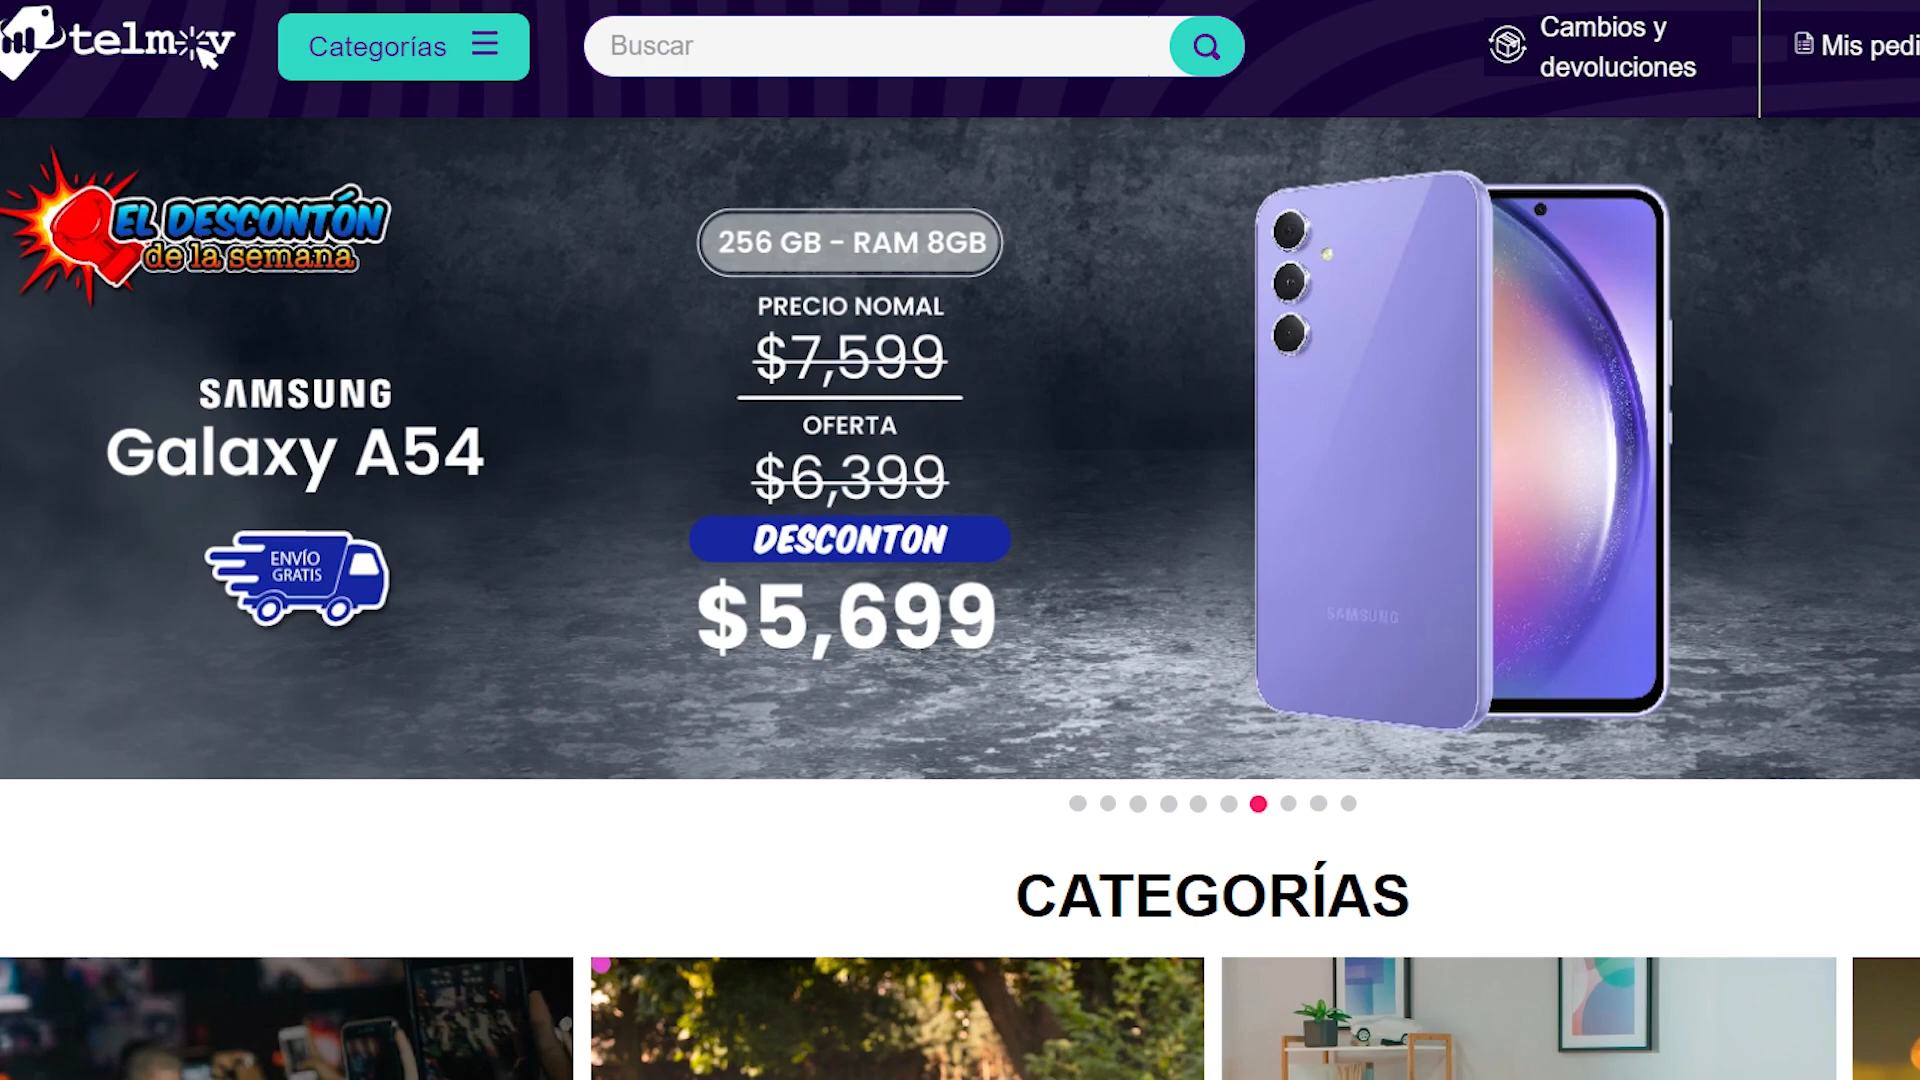 telmov
Categorías
Buscar
Cambios y
devoluciones
Mis pedi
EL DESCONTÓN
de la semana
256 GB - RAM 8GB
PRECIO NOMAL
$7,599
OFERTA
$6,399
DESCONTON
$5,699
SAMSUNG
Galaxy A54
ENVÍO
GRATIS
SAMSUNG
CATEGORÍAS